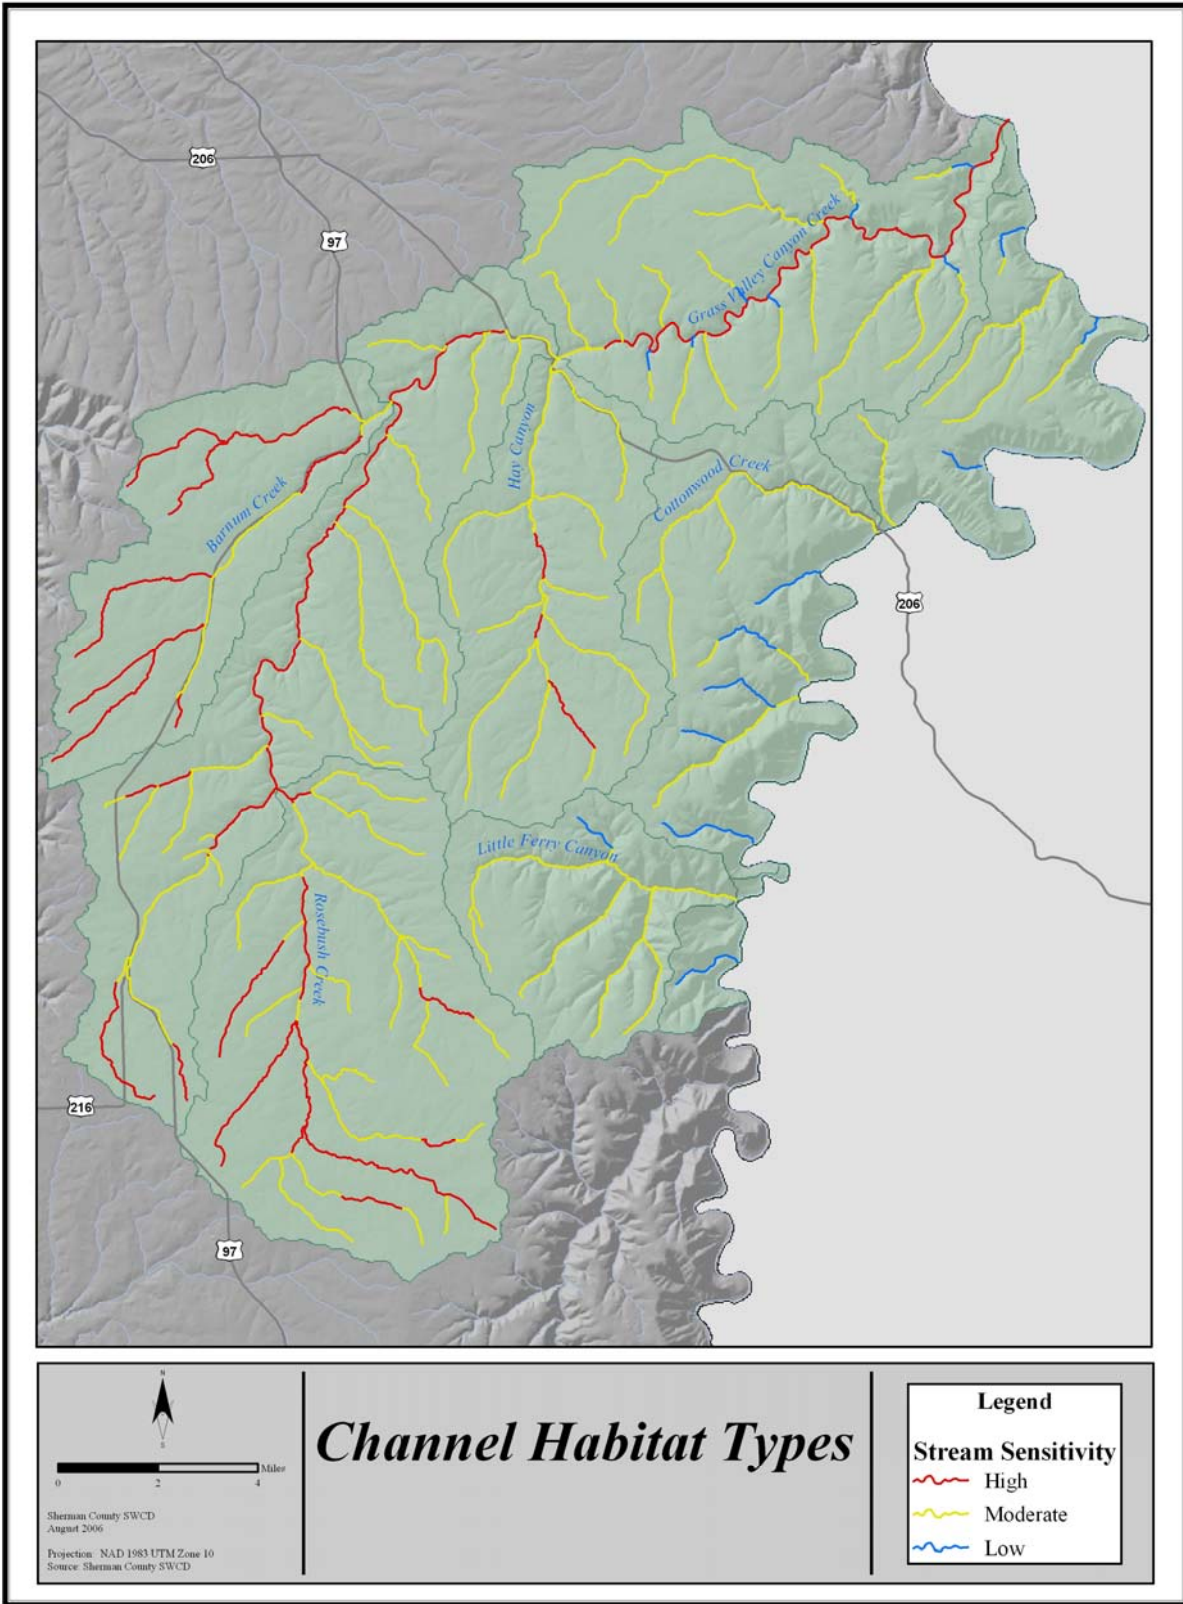 206
97
Grass Valley Canyon Creek
Hay Canyon
Cottonwood Creek
Barnum Creek
206
Little Ferry Canyon
Rosebush Creek
216
97
N
S
0 2 4 Miles
Sherman County SWCD
August 2006
Projection: NAD 1983 UTM Zone 10
Source: Sherman County SWCD
Channel Habitat Types
Legend
Stream Sensitivity
High
Moderate
Low